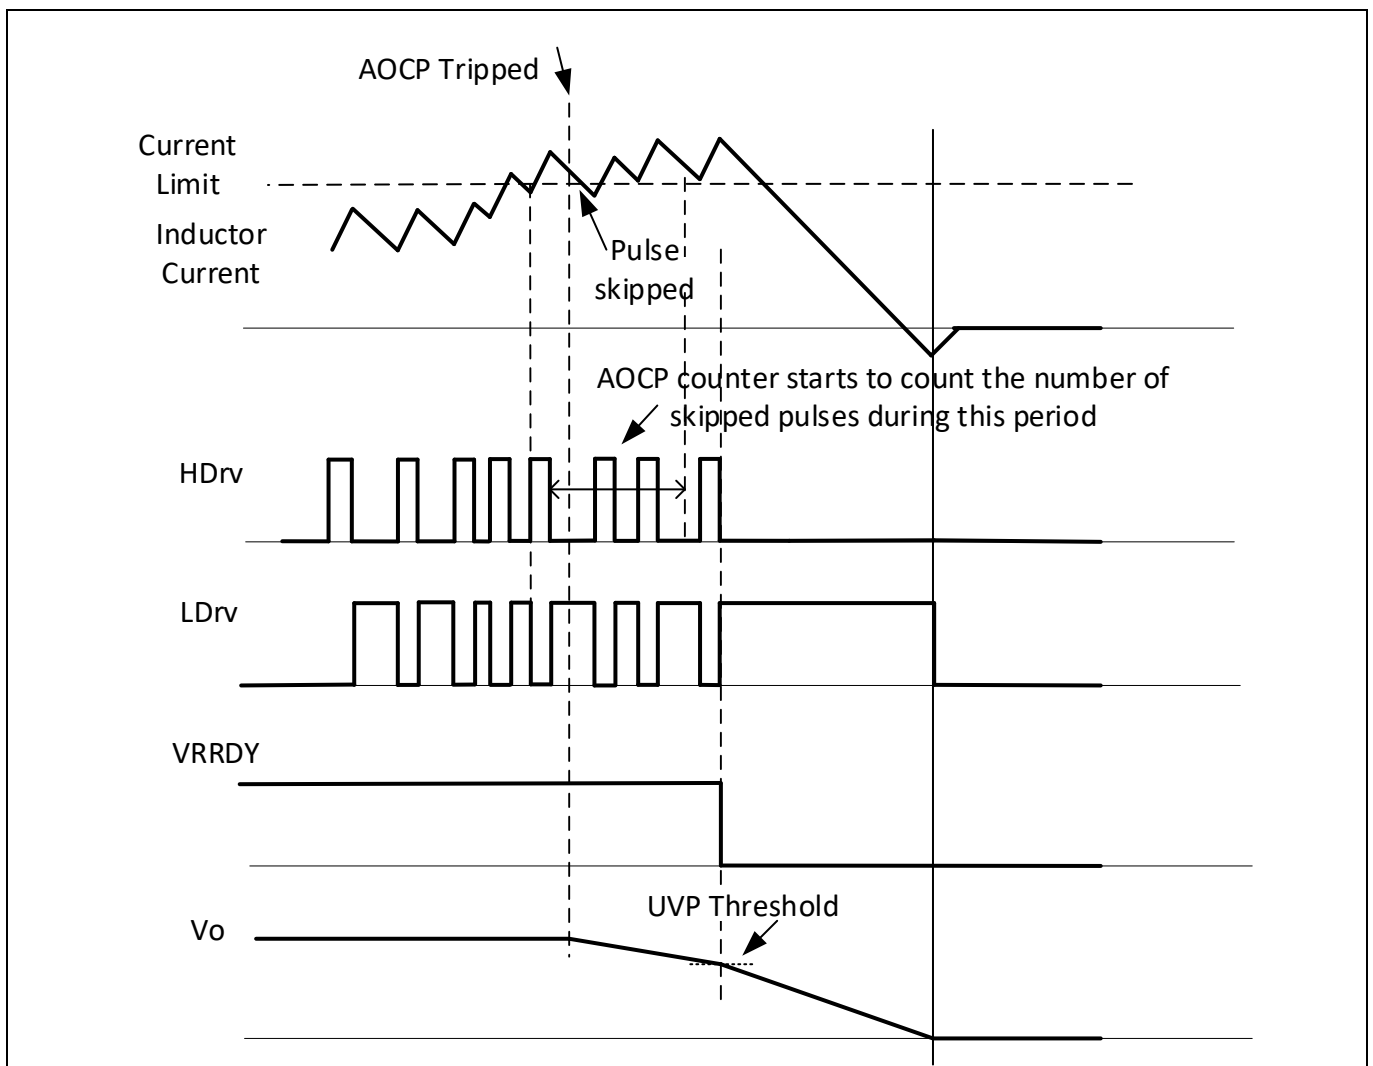 AOCP Tripped
Current
Limit
Inductor
Current
Pulse
skipped
AOCP counter starts to count the number of
skipped pulses during this period
HDrv
LDrv
VRRDY
UVP Threshold
Vo